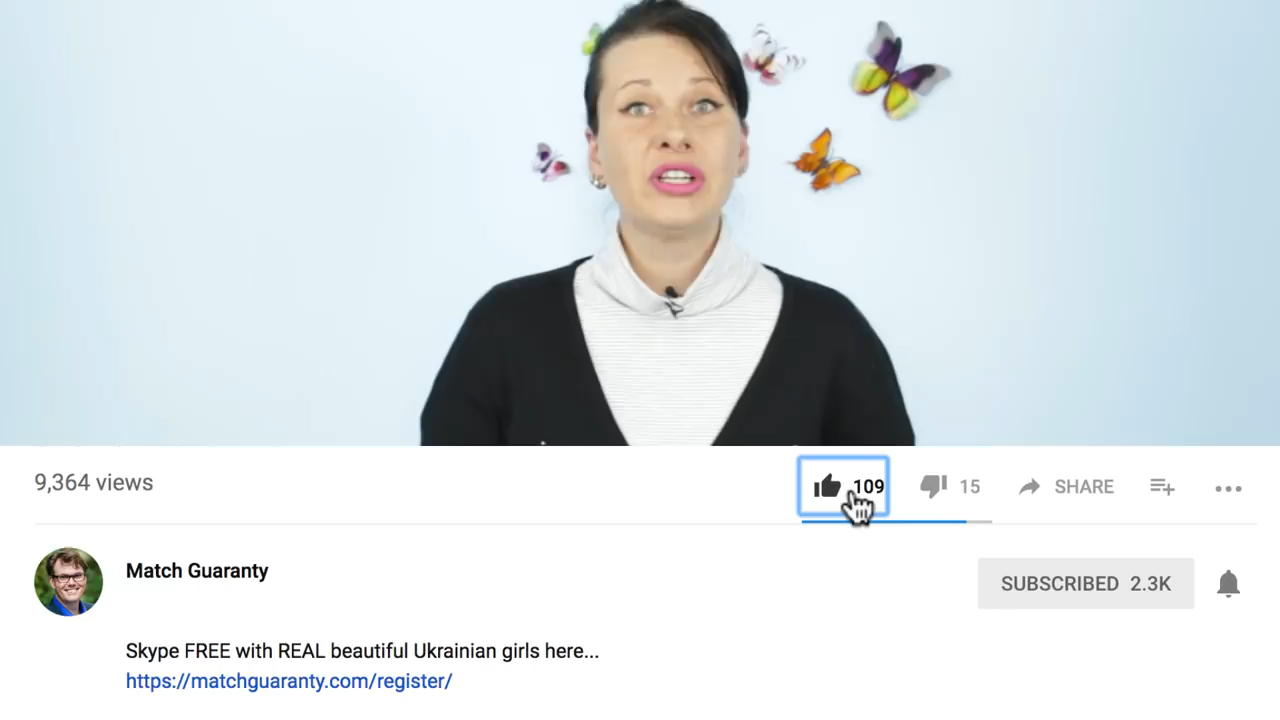 9,364 views
109
15
SHARE
Match Guaranty
SUBSCRIBED 2.3K
Skype FREE with REAL beautiful Ukrainian girls here...
https://matchguaranty.com/register/